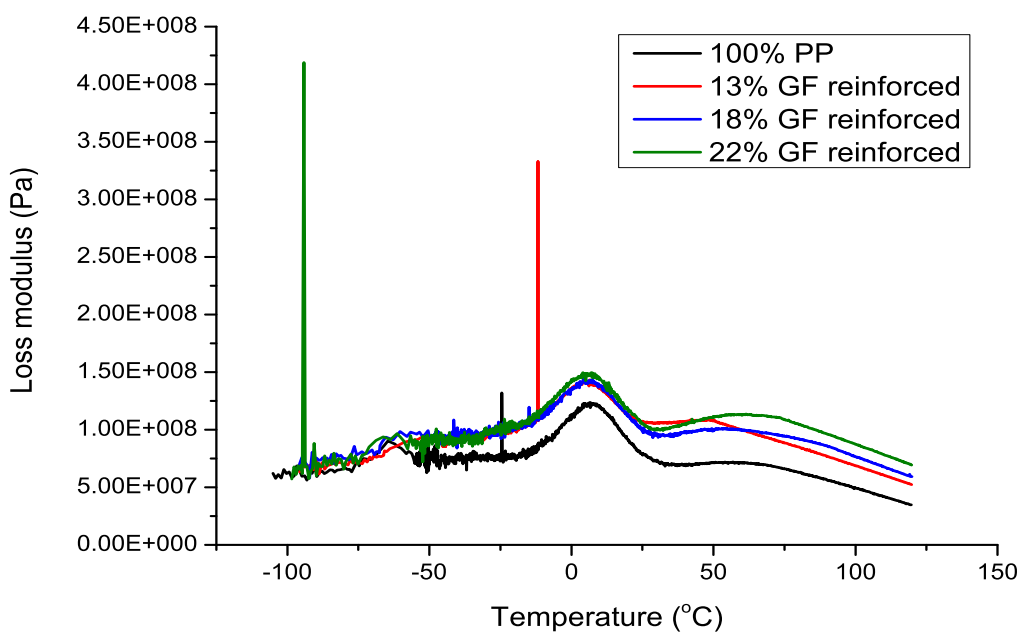 4.50E+008
4.00E+008
3.50E+008
3.00E+008
2.50E+008
2.00E+008
1.50E+008
1.00E+008
5.00E+007
0.00E+000
Loss modulus (Pa)
100% PP
13% GF reinforced
18% GF reinforced
22% GF reinforced
-100 -50 0 50 100 150
Temperature (°C)